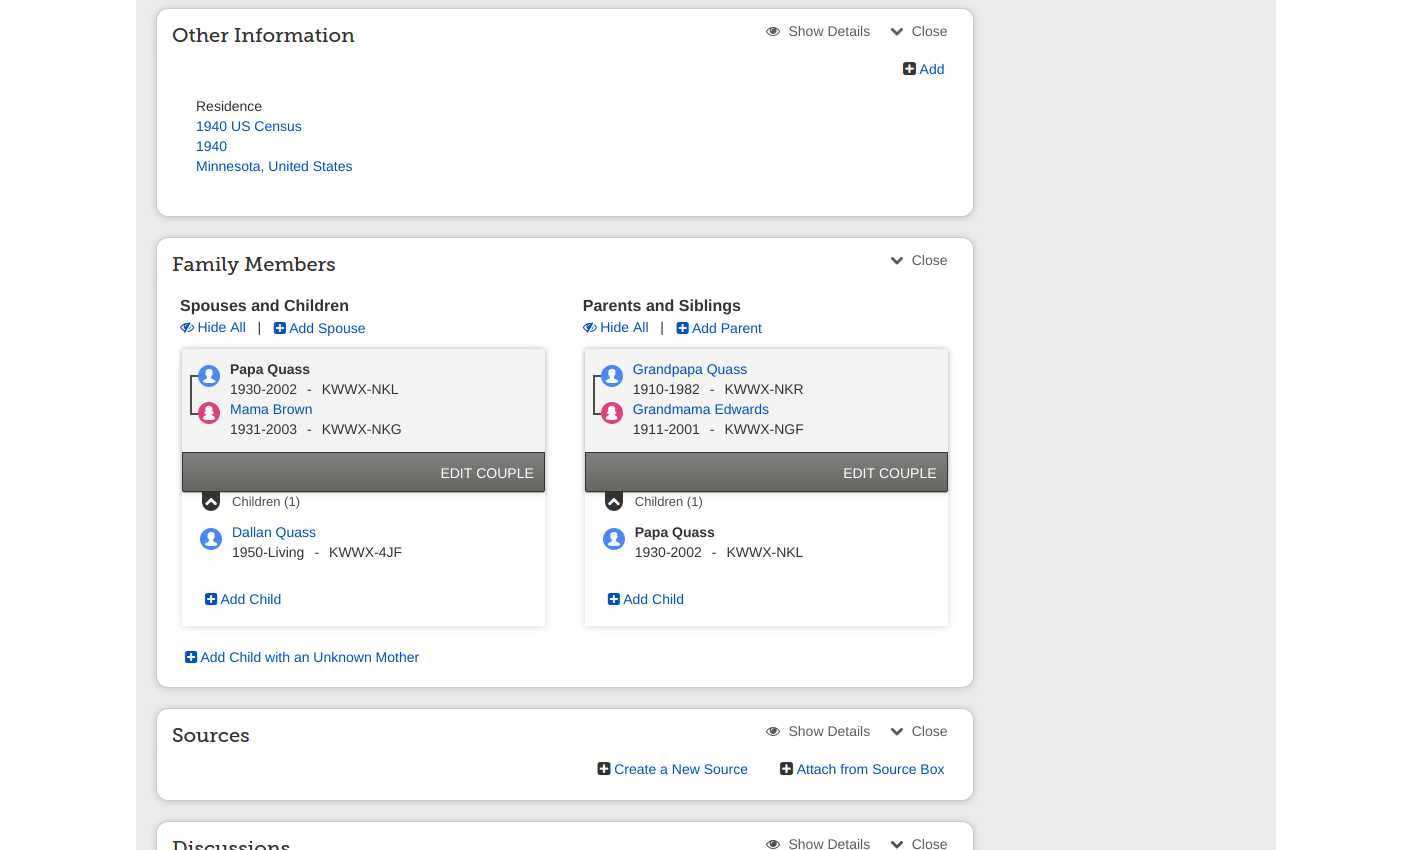 Other Information
Show Details Close
Add
Residence
1940 US Census
1940
Minnesota, United States
Family Members
Close
Spouses and Children
Hide All | Add Spouse
Papa Quass
1930-2002 - KWWX-NKL
Mama Brown
1931-2003 - KWWX-NKG
EDIT COUPLE
Children (1)
Dallan Quass
1950-Living - KWWX-4JF
Add Child
Add Child with an Unknown Mother
Parents and Siblings
Hide All | Add Parent
Grandpapa Quass
1910-1982 - KWWX-NKR
Grandmama Edwards
1911-2001 - KWWX-NGF
EDIT COUPLE
Children (1)
Papa Quass
1930-2002 - KWWX-NKL
Add Child
Sources
Show Details Close
Create a New Source Attach from Source Box
Discussions
Show Details Close